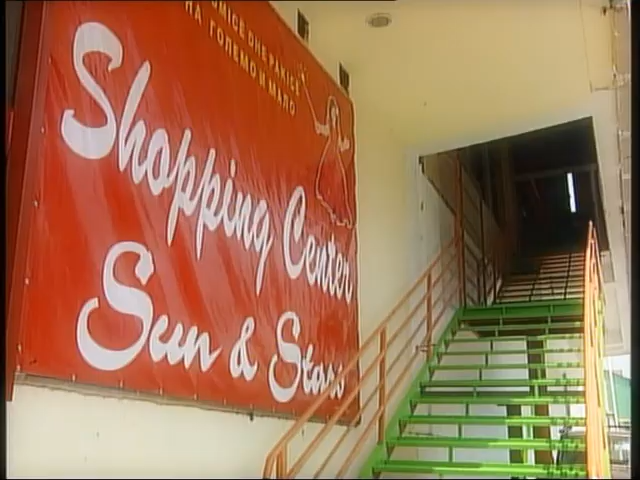 НА ГОЛЕМО И МАЛО
Shopping Center
Sun & Stars